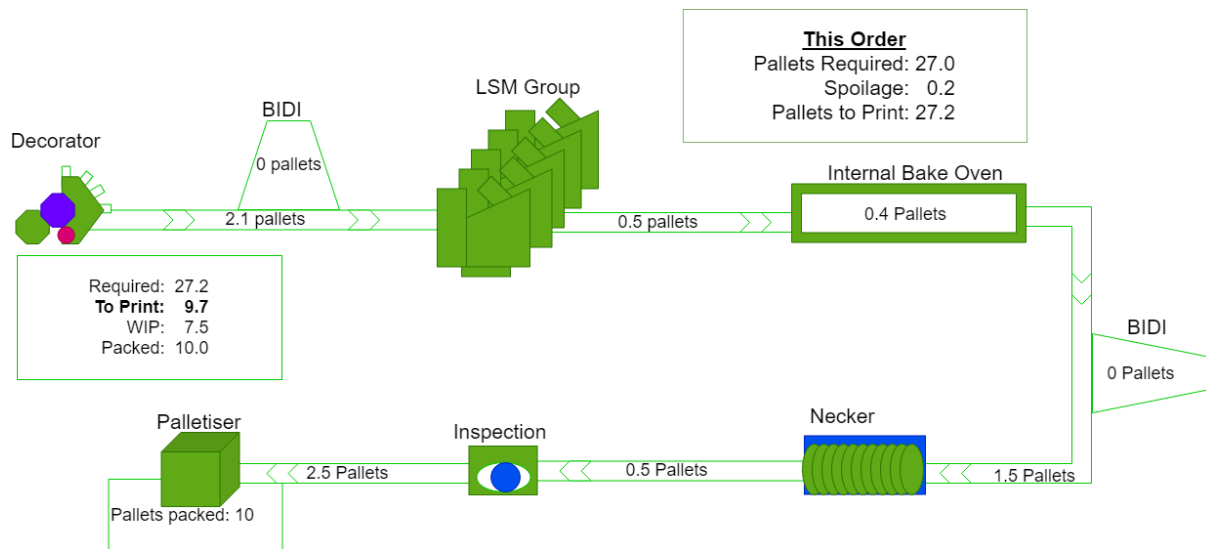 This Order
Pallets Required: 27.0
Spoilage: 0.2
Pallets to Print: 27.2
LSM Group
BIDI
0 pallets
Decorator
2.1 pallets
0.5 pallets
Internal Bake Oven
0.4 Pallets
Required: 27.2
To Print: 9.7
WIP: 7.5
Packed: 10.0
BIDI
0 Pallets
Palletiser
Inspection
Necker
2.5 Pallets
0.5 Pallets
1.5 Pallets
Pallets packed: 10